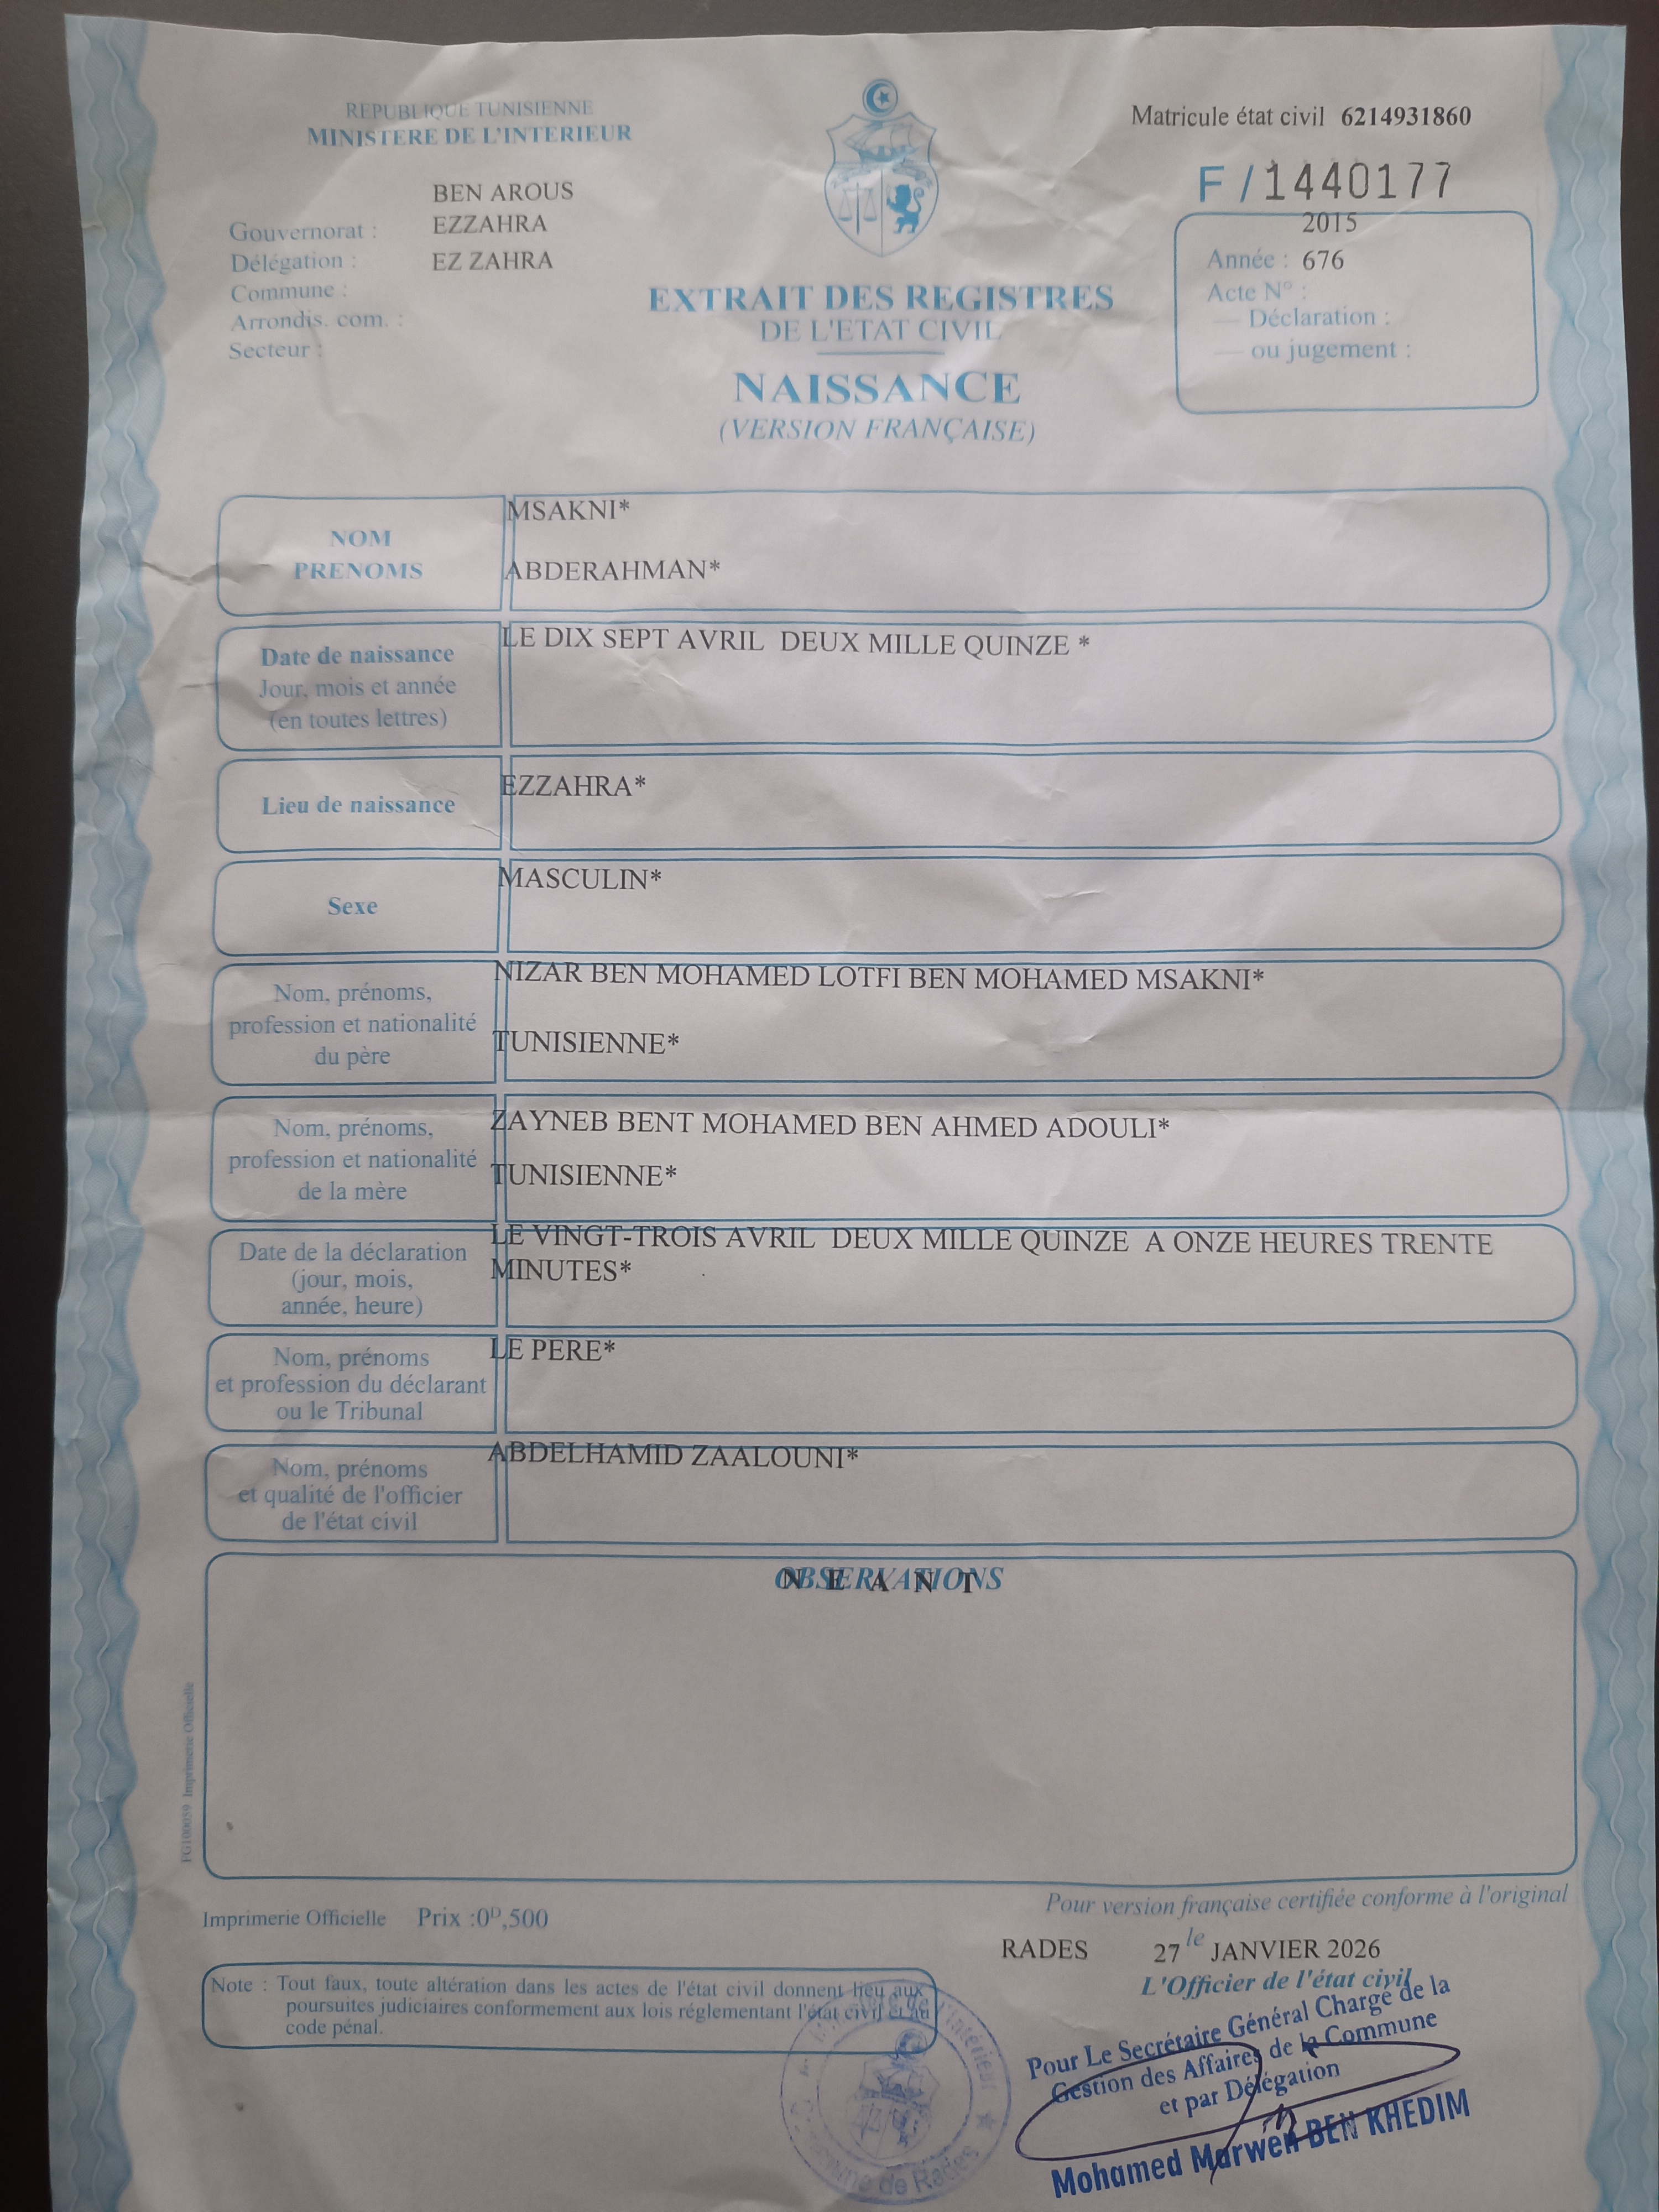 REPUBLIQUE TUNISIENNE
MINISTERE DE L'INTERIEUR
Matricule état civil 6214931860
F / 1440177
BEN AROUS
Gouvernorat : EZZAHRA
Délégation : EZ ZAHRA
Commune :
Arrondis. com. :
Secteur :
2015
Année : 676
Acte N° :
— Déclaration :
— ou jugement :
EXTRAIT DES REGISTRES
DE L'ETAT CIVIL
NAISSANCE
(VERSION FRANÇAISE)
NOM
PRENOMS
MSAKNI*
ABDERAHMAN*
Date de naissance
Jour, mois et année
(en toutes lettres)
LE DIX SEPT AVRIL DEUX MILLE QUINZE *
Lieu de naissance
EZZAHRA*
Sexe
MASCULIN*
Nom, prénoms,
profession et nationalité
du père
NIZAR BEN MOHAMED LOTFI BEN MOHAMED MSAKNI*
TUNISIENNE*
Nom, prénoms,
profession et nationalité
de la mère
ZAYNEB BENT MOHAMED BEN AHMED ADOULI*
TUNISIENNE*
Date de la déclaration
(jour, mois,
année, heure)
LE VINGT-TROIS AVRIL DEUX MILLE QUINZE A ONZE HEURES TRENTE
MINUTES*
Nom, prénoms
et profession du déclarant
ou le Tribunal
LE PERE*
Nom, prénoms
et qualité de l'officier
de l'état civil
ABDELHAMID ZAALOUNI*
OBSERVATIONS
N E A N T
FG100059 Imprimerie Officielle
Imprimerie Officielle Prix :0D,500
Pour version française certifiée conforme à l'original
RADES 27 le JANVIER 2026
L'Officier de l'état civil
Note : Tout faux, toute altération dans les actes de l'état civil donnent lieu aux
poursuites judiciaires conformement aux lois réglementant l'état civil et au
code pénal.
Pour Le Secrétaire Général Chargé de la
Gestion des Affaires de la Commune
et par Délégation
Mohamed Marwen BEN KHEDIM
l'intérieur
Commune de Rades